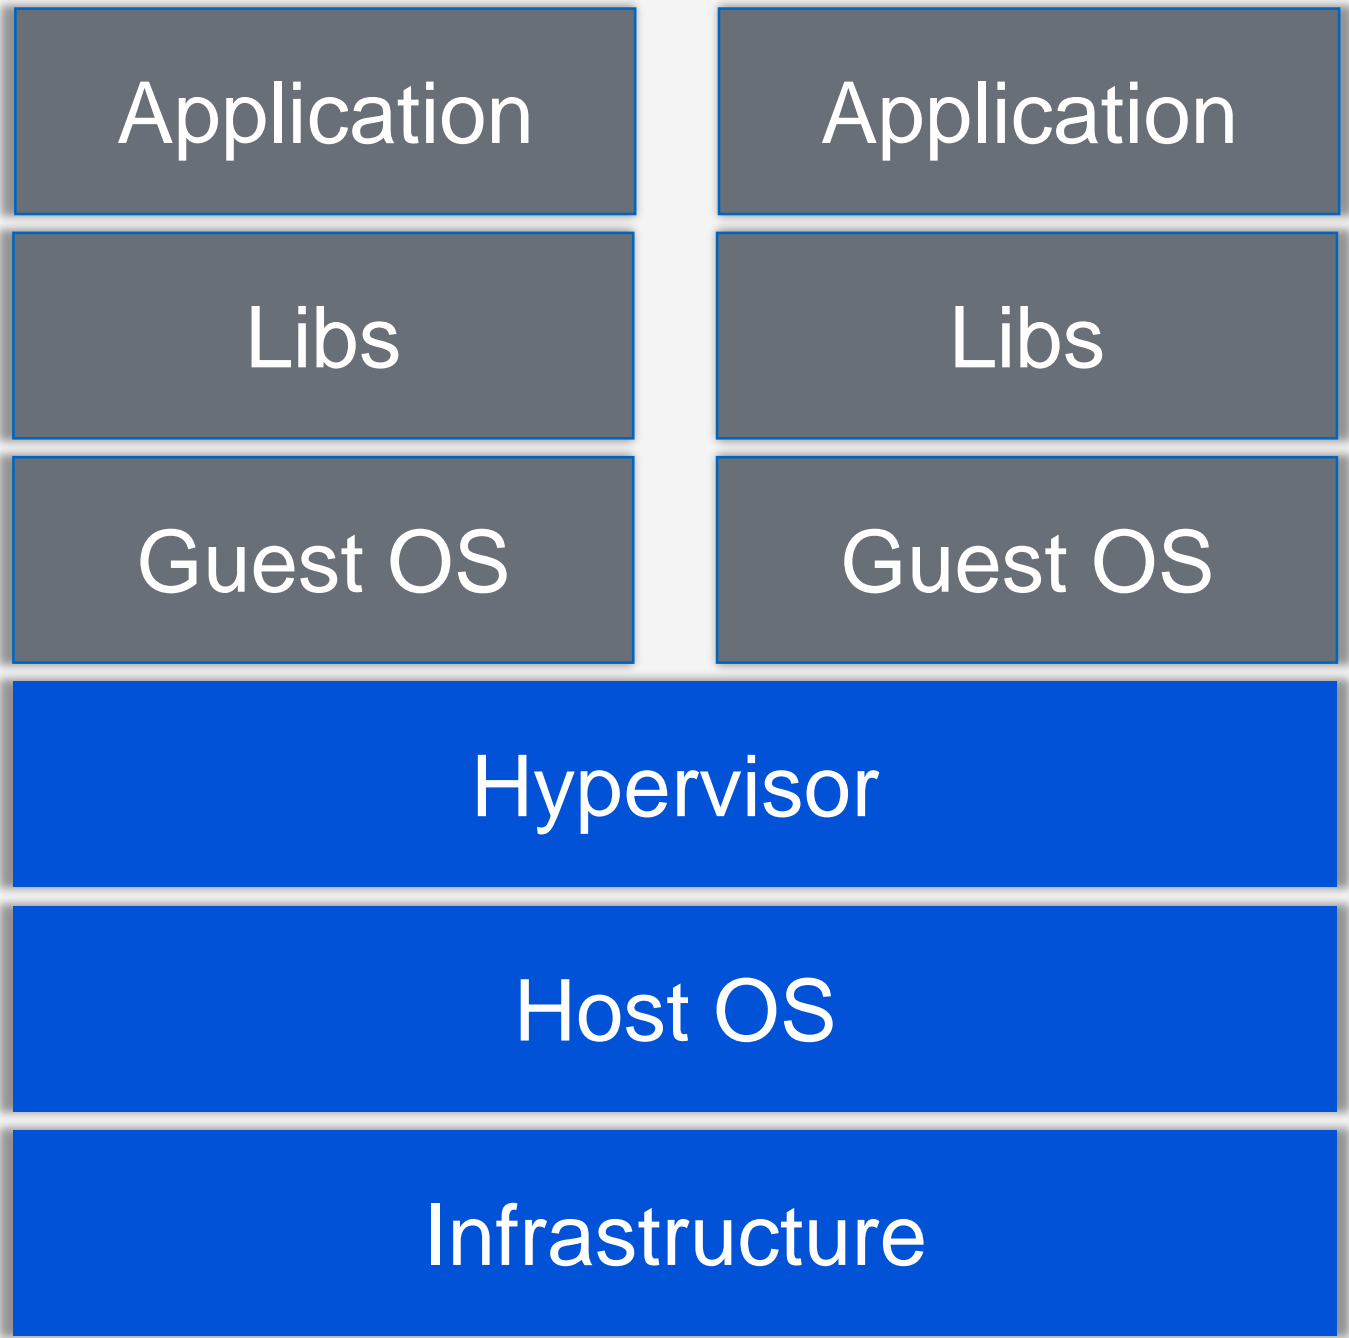 Application
Application
Libs
Libs
Guest OS
Guest OS
Hypervisor
Host OS
Infrastructure